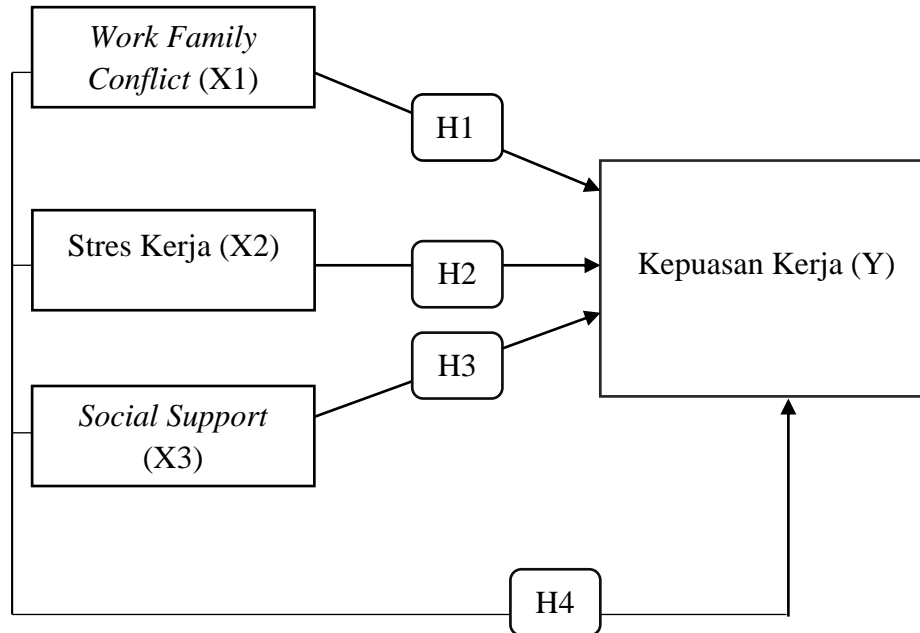 Work Family
Conflict (X1)
H1
Stres Kerja (X2)
H2
Kepuasan Kerja (Y)
H3
Social Support
(X3)
H4